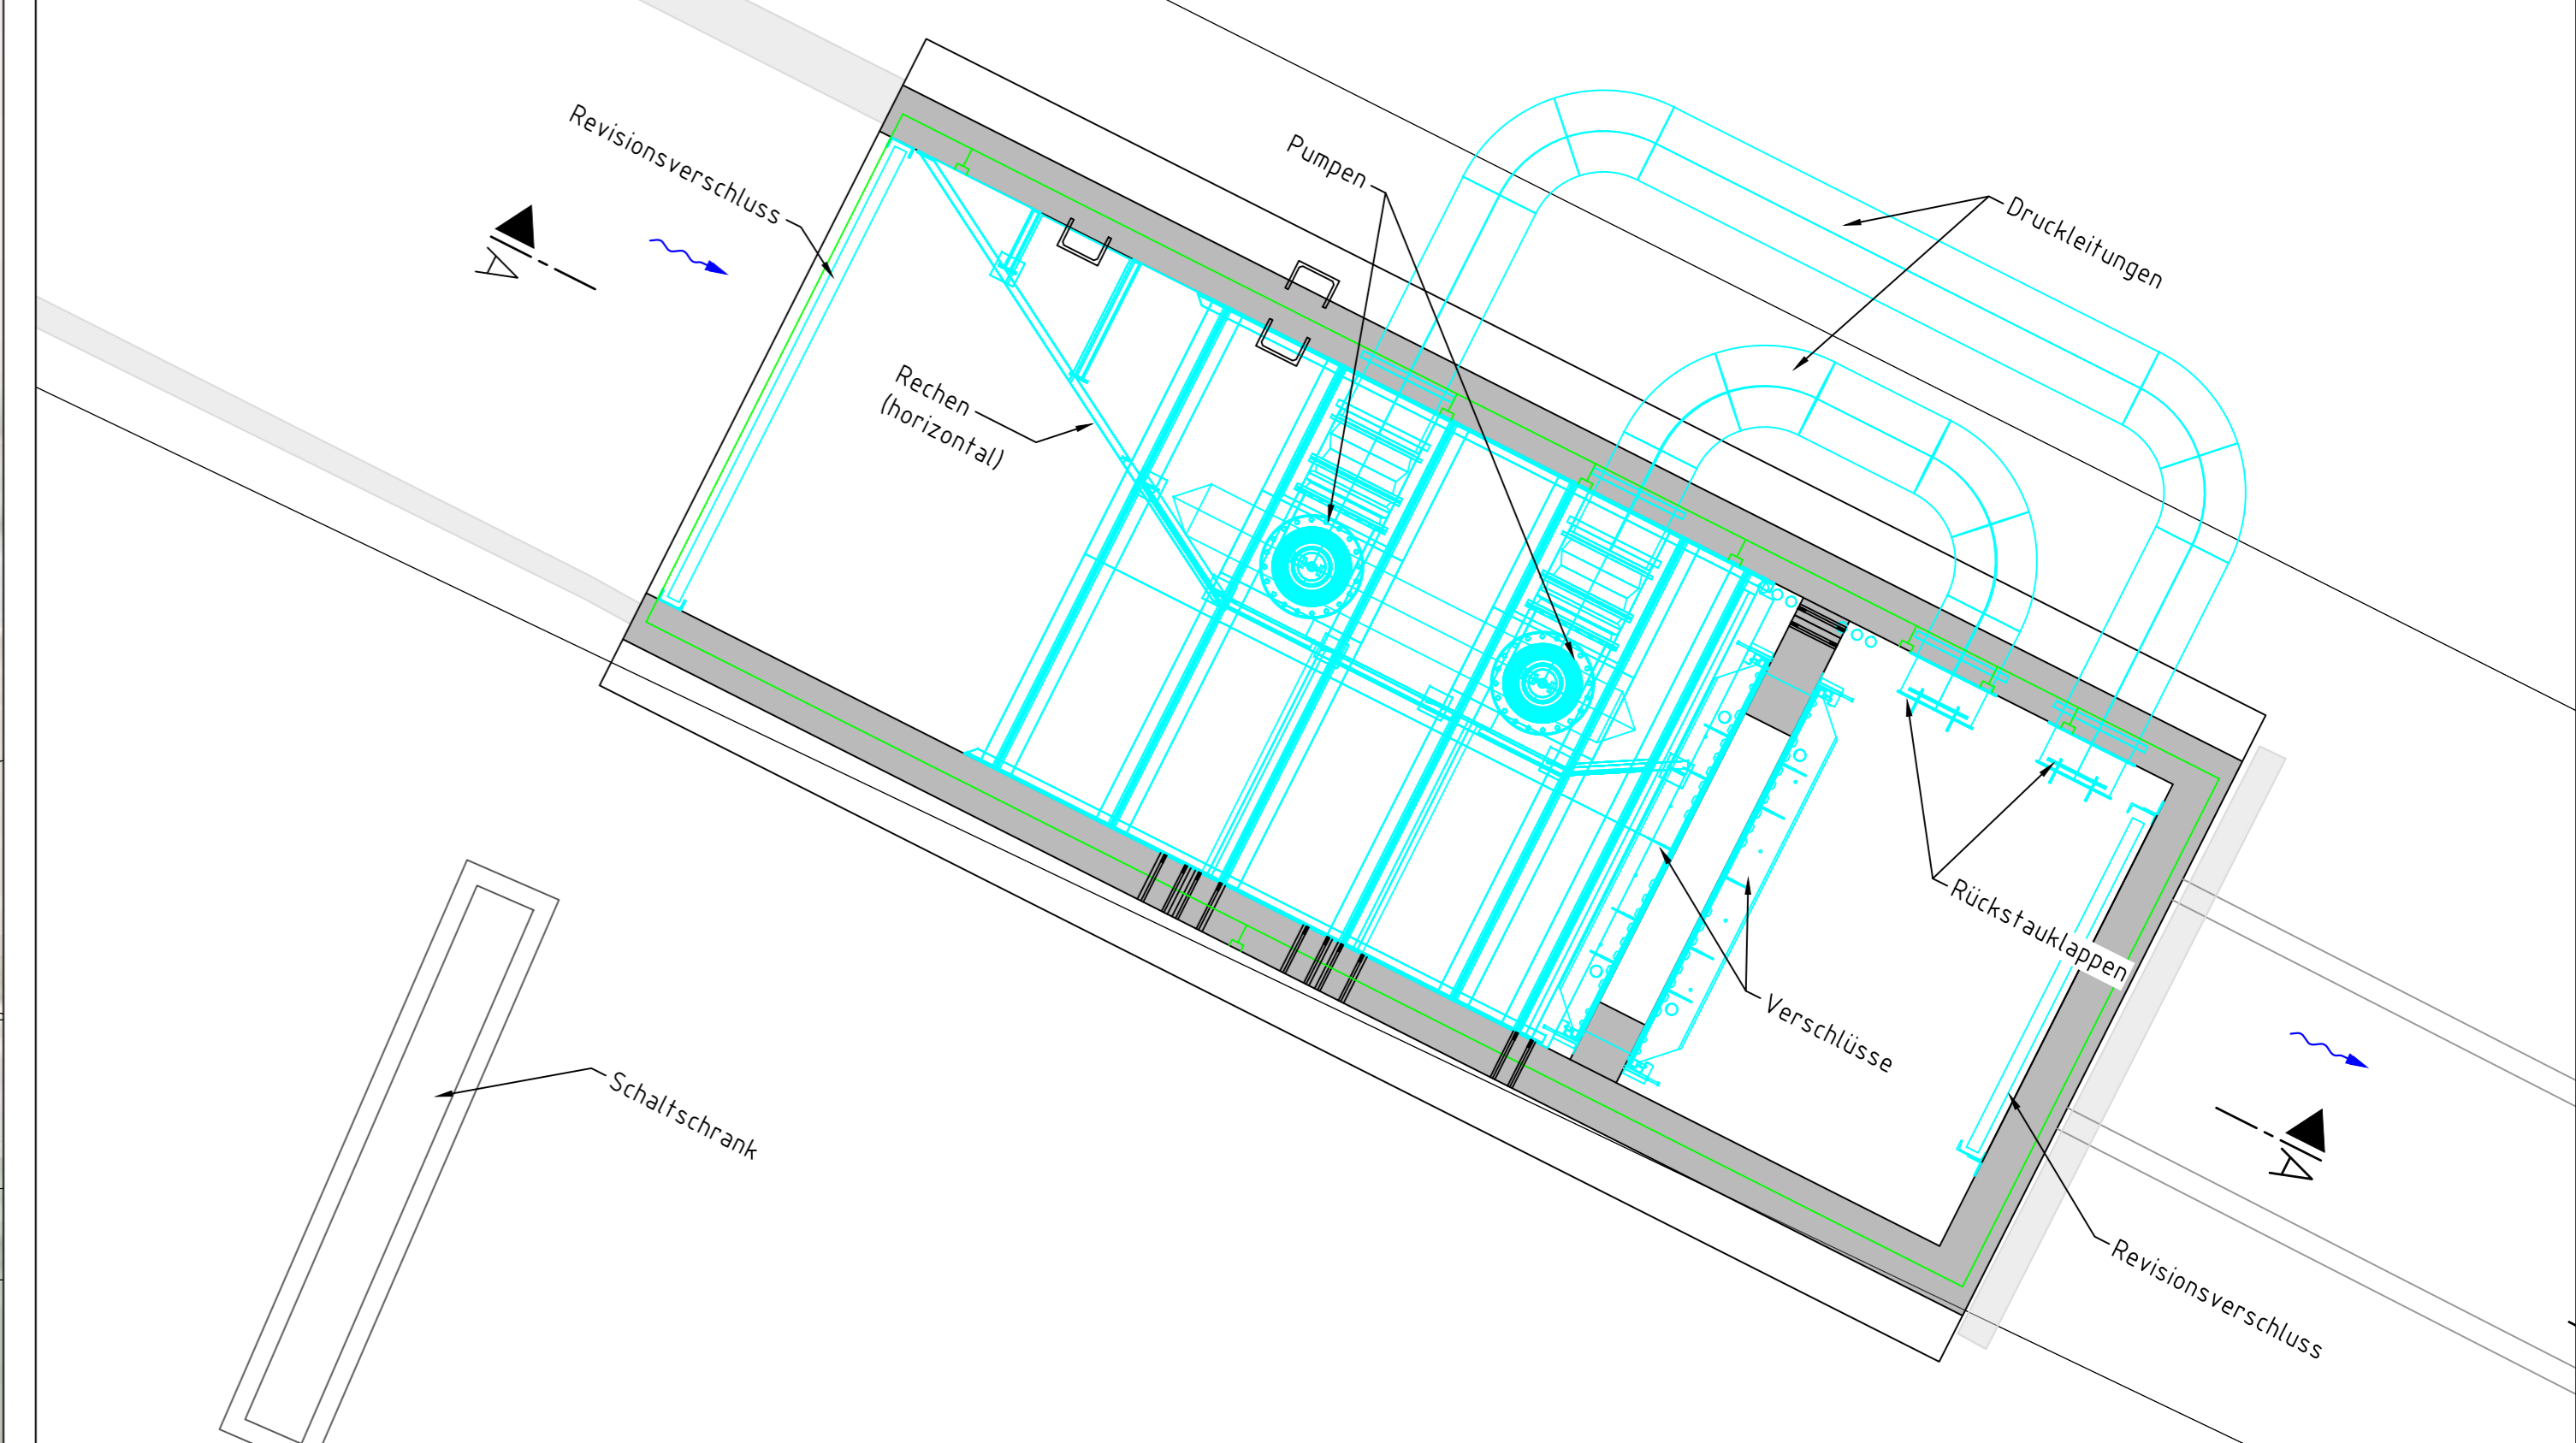 Revisionsverschluss
Pumpen
Druckleitungen
A
Rechen
(horizontal)
Rückstauklappen
Verschlüsse
Schaltschrank
A
Revisionsverschluss